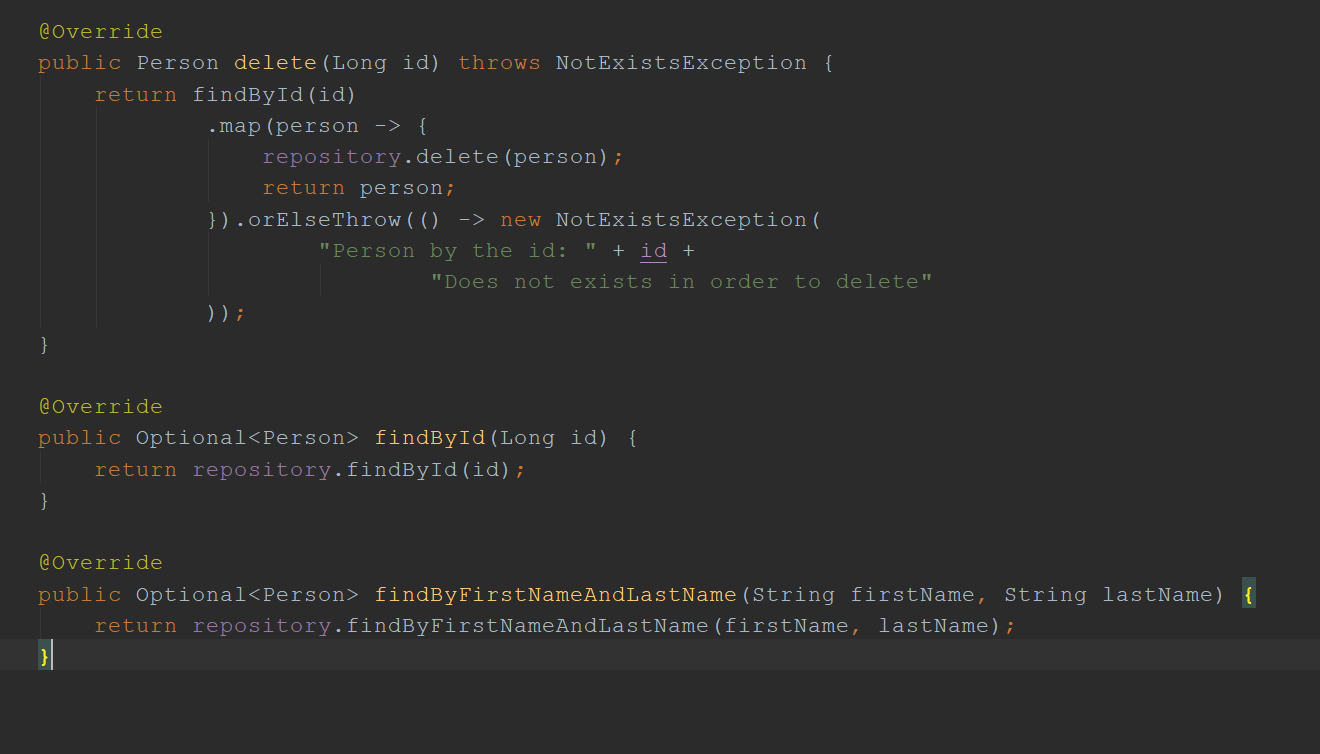 @Override
public Person delete(Long id) throws NotExistsException {
return findById(id)
.map(person -> {
repository.delete(person);
return person;
}).orElseThrow(() -> new NotExistsException(
"Person by the id: " + id +
"Does not exists in order to delete"
));
}
@Override
public Optional<Person> findById(Long id) {
return repository.findById(id);
}
@Override
public Optional<Person> findByFirstNameAndLastName(String firstName, String lastName) {
return repository.findByFirstNameAndLastName(firstName, lastName);
}